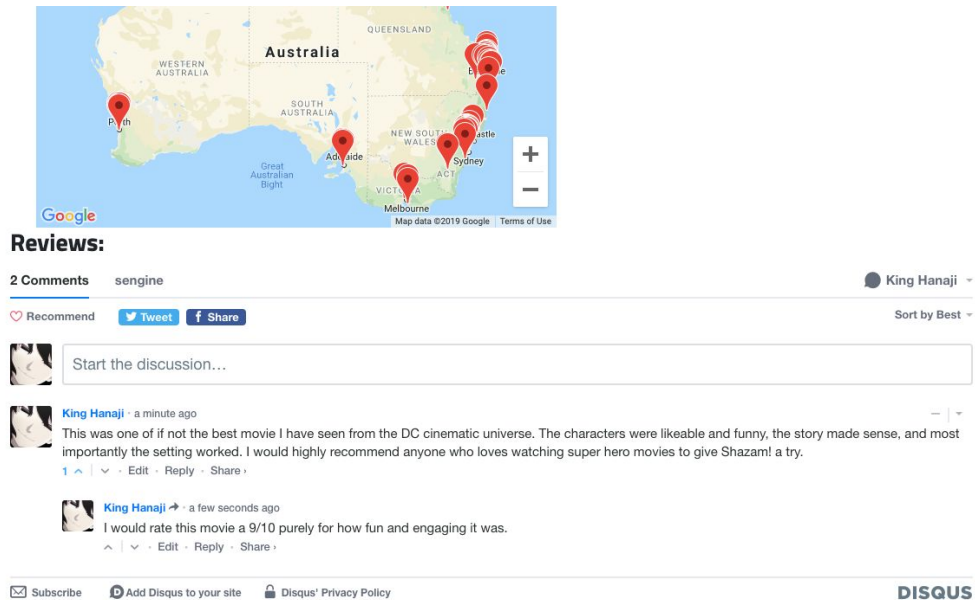 QUEENSLAND
Australia
WESTERN
AUSTRALIA
SOUTH
AUSTRALIA
NEW SOUTH
WALES
Adelaide
Sydney
ACT
Great
Australian
Bight
Melbourne
Google
Map data ©2019 Google Terms of Use
Reviews:
2 Comments sengine King Hanaji
Recommend Tweet f Share Sort by Best
Start the discussion…
King Hanaji · a minute ago
This was one of if not the best movie I have seen from the DC cinematic universe. The characters were likeable and funny, the story made sense, and most
importantly the setting worked. I would highly recommend anyone who loves watching super hero movies to give Shazam! a try.
1 · Edit · Reply · Share ›
King Hanaji · a few seconds ago
I would rate this movie a 9/10 purely for how fun and engaging it was.
· Edit · Reply · Share ›
Subscribe D Add Disqus to your site Disqus' Privacy Policy DISQUS